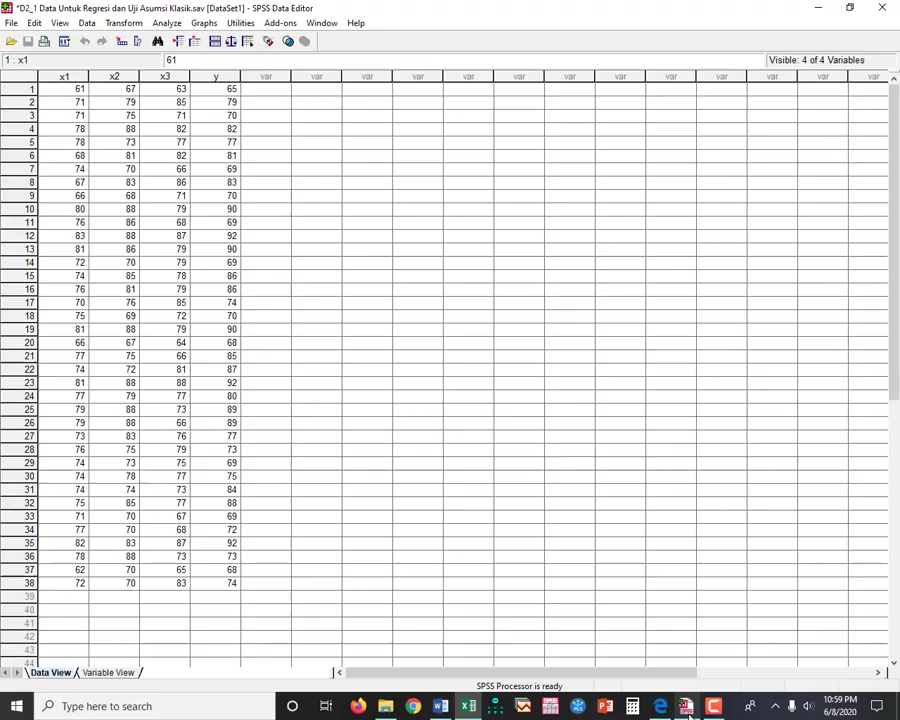 *D2_1 Data Untuk Regresi dan Uji Asumsi Klasik.sav [DataSet1] - SPSS Data Editor
File Edit View Data Transform Analyze Graphs Utilities Add-ons Window Help
1 : x1 61 Visible: 4 of 4 Variables
x1 x2 x3 y var var var var var var var var var var var var var
1 61 67 63 65
2 71 79 85 79
3 71 75 71 70
4 78 88 82 82
5 78 73 77 77
6 68 81 82 81
7 74 70 66 69
8 67 83 86 83
9 66 68 71 70
10 80 88 79 90
11 76 86 68 69
12 83 88 87 92
13 81 86 79 90
14 72 70 79 69
15 74 85 78 86
16 76 81 79 86
17 70 76 85 74
18 75 69 72 70
19 81 88 79 90
20 66 67 64 68
21 77 75 66 85
22 74 72 81 87
23 81 88 88 92
24 77 79 77 80
25 79 88 73 89
26 79 88 66 89
27 73 83 76 77
28 76 75 79 73
29 74 73 75 69
30 74 78 77 75
31 74 74 73 84
32 75 85 77 88
33 71 70 67 69
34 77 70 68 72
35 82 83 87 92
36 78 88 73 73
37 62 70 65 68
38 72 70 83 74
39
40
41
42
43
44
Data View Variable View
SPSS Processor is ready
Type here to search
10:59 PM
6/8/2020